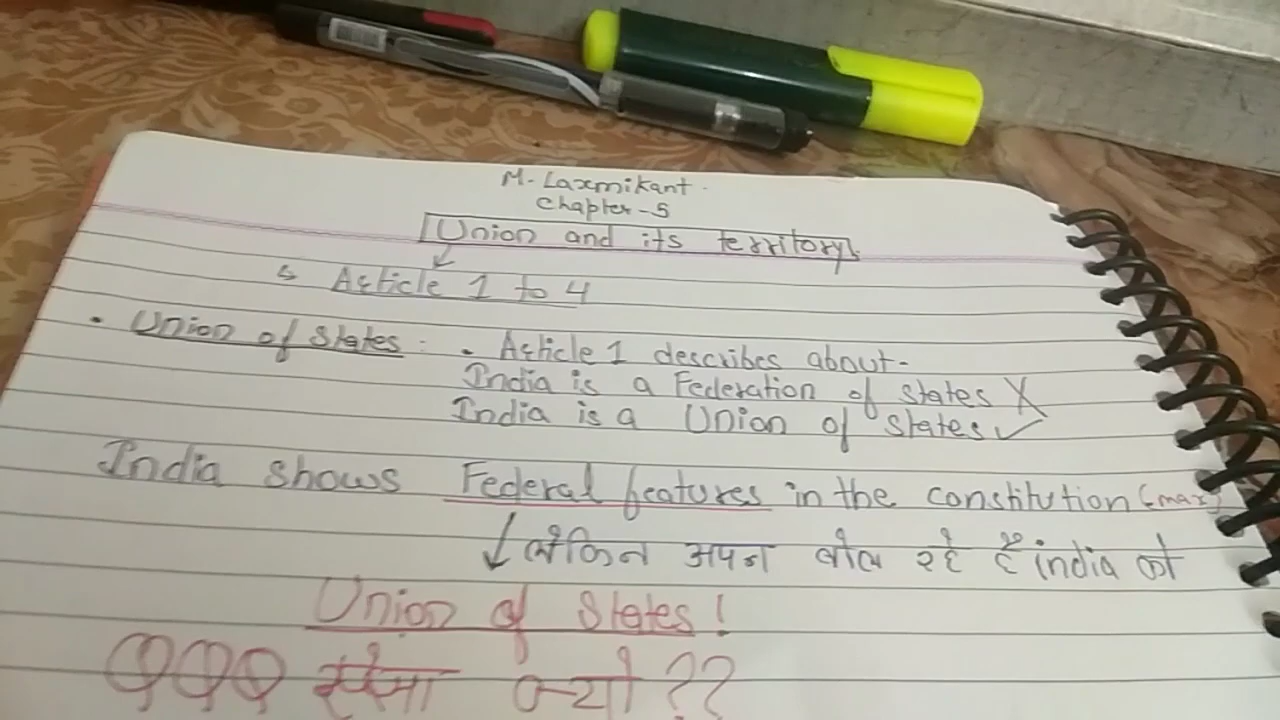 M. Laxmikant.
Chapter-5
Union and its territory
↳ Article 1 to 4
• Union of States : • Article 1 describes about-
India is a Federation of States X
India is a Union of States ✓
India shows Federal features in the constitution (max)
↓ लेकिन अपन बोल रहे हैं india को
Union of States!
QQQ ऐसा क्यों??